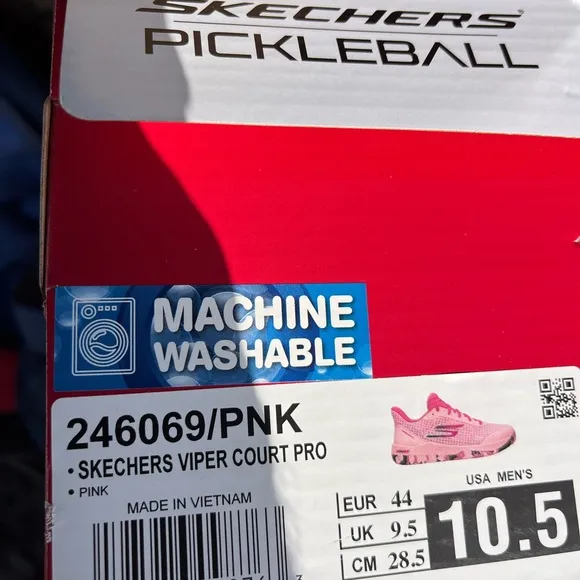 SKECHERS
PICKLEBALL
MACHINE
WASHABLE
246069/PNK
• SKECHERS VIPER COURT PRO
• PINK
MADE IN VIETNAM
EUR 44
UK 9.5
CM 28.5
USA MEN'S
10.5